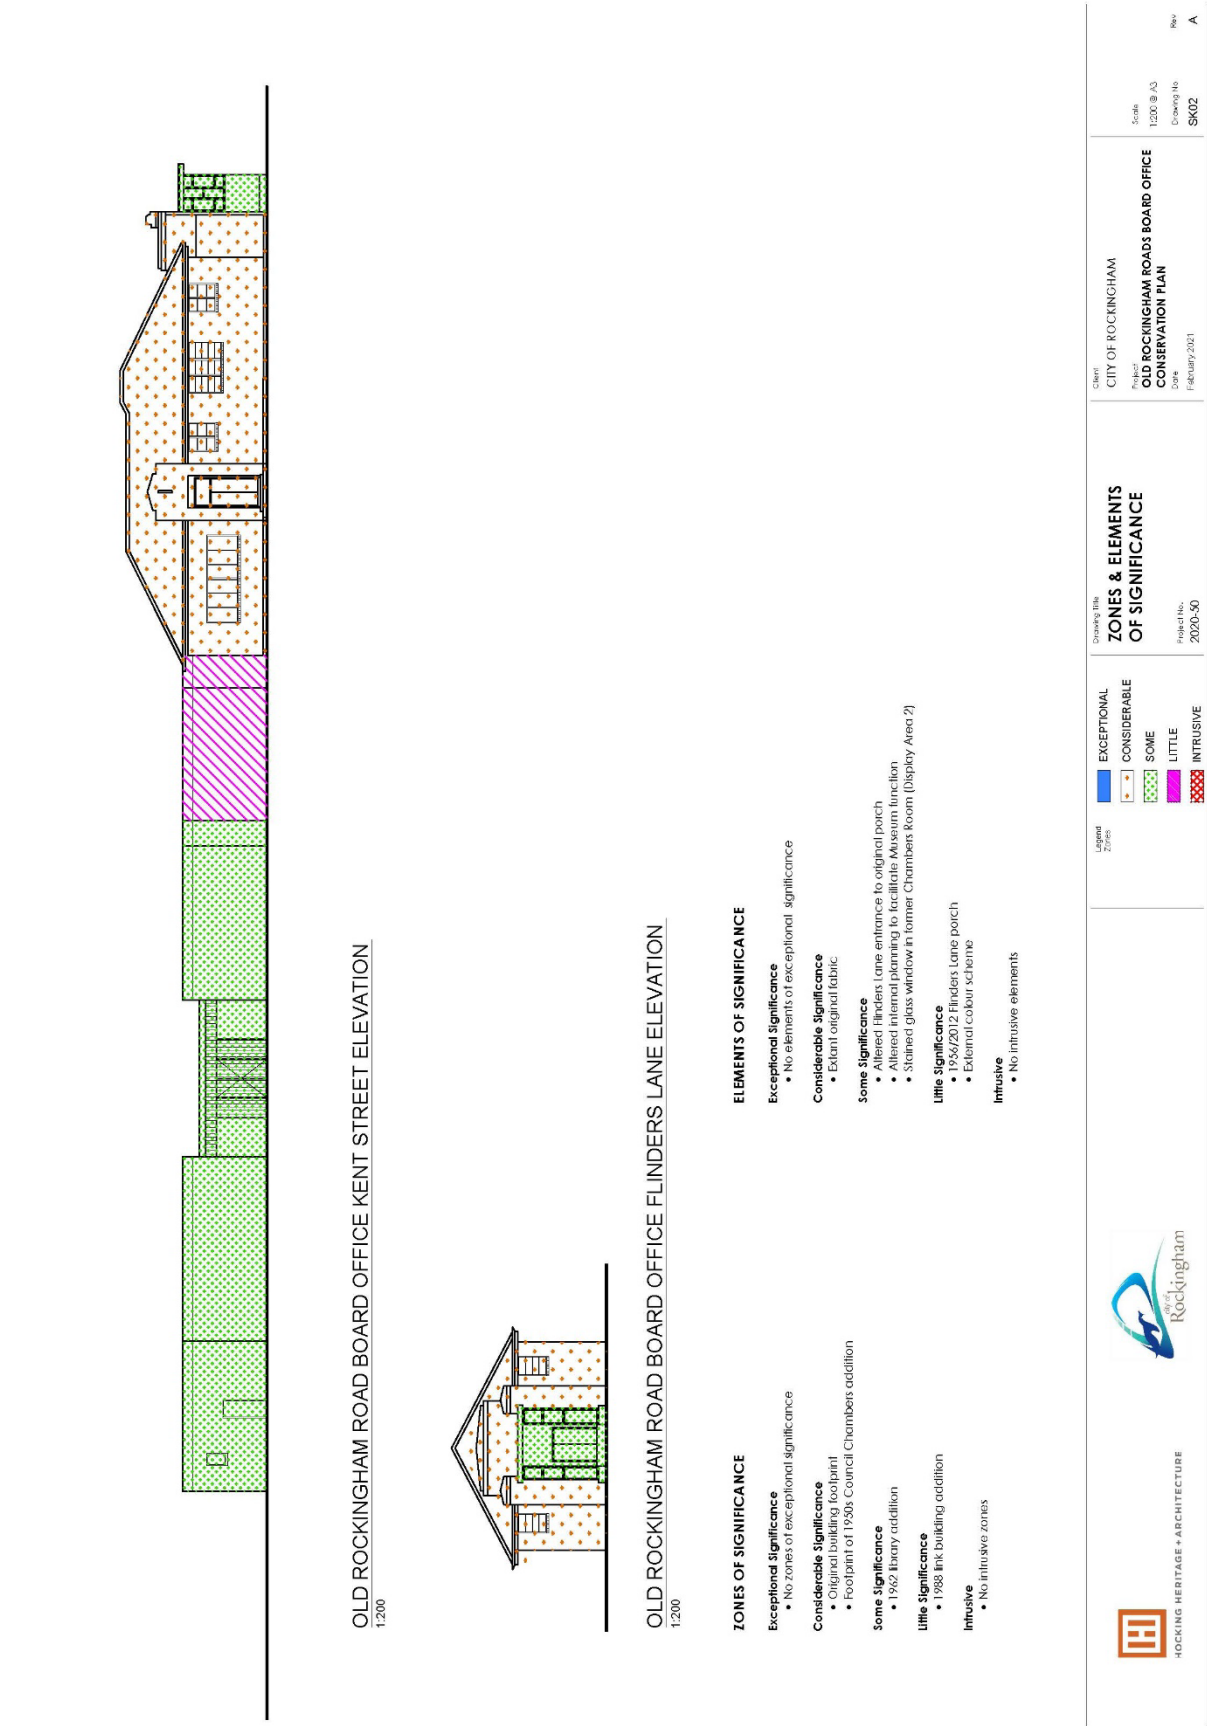 OLD ROCKINGHAM ROAD BOARD OFFICE KENT STREET ELEVATION
1:200
OLD ROCKINGHAM ROAD BOARD OFFICE FLINDERS LANE ELEVATION
1:200
ZONES OF SIGNIFICANCE
Exceptional Significance
• No zones of exceptional significance
Considerable Significance
• Original building footprint
• Footprint of 1950s Council Chambers addition
Some Significance
• 1962 library addition
Little Significance
• 1988 link building addition
Intrusive
• No intrusive zones
ELEMENTS OF SIGNIFICANCE
Exceptional Significance
• No elements of exceptional significance
Considerable Significance
• Extant original fabric
Some Significance
• Altered Flinders Lane entrance to original porch
• Altered internal planning to facilitate Museum function
• Stained glass window in former Chambers Room (Display Area 2)
Little Significance
• 1956/2012 Flinders Lane porch
• External colour scheme
Intrusive
• No intrusive elements
HOCKING HERITAGE + ARCHITECTURE
city of
Rockingham
Legend
Zones
EXCEPTIONAL
CONSIDERABLE
SOME
LITTLE
INTRUSIVE
Drawing Title
ZONES & ELEMENTS
OF SIGNIFICANCE
Project No.
2020-50
Client
CITY OF ROCKINGHAM
Project
OLD ROCKINGHAM ROADS BOARD OFFICE
CONSERVATION PLAN
Date
February 2021
Scale
1:200 @ A3
Drawing No
SK02
Rev
A